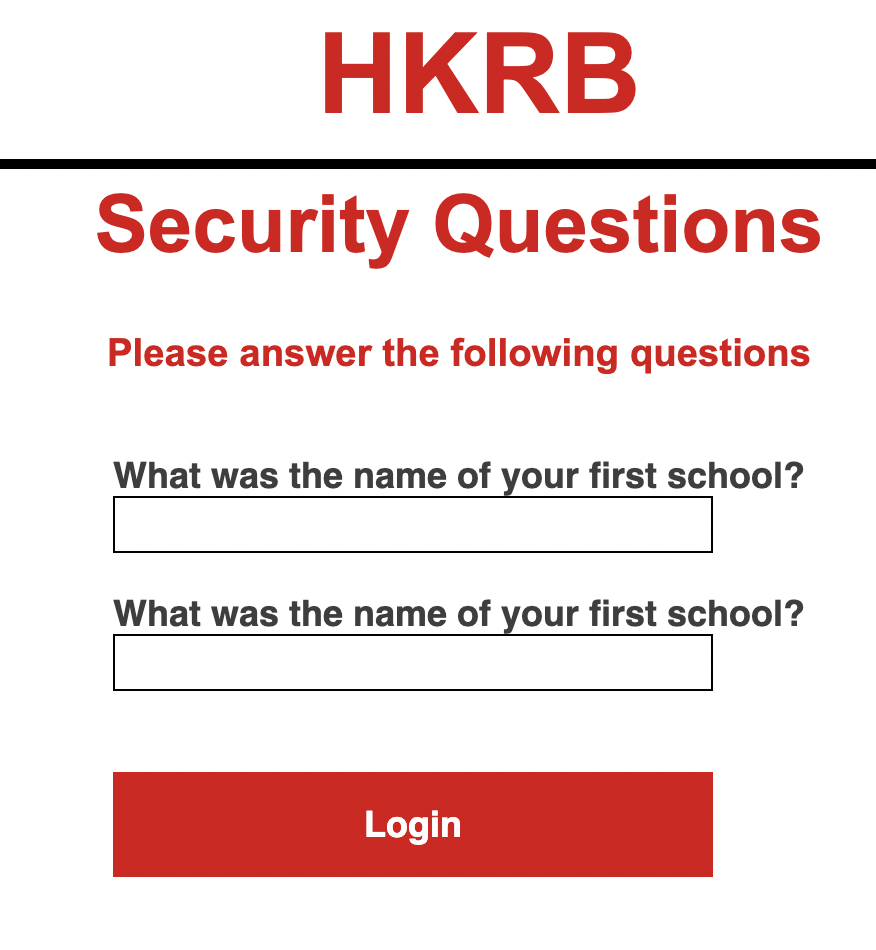 HKRB
Security Questions
Please answer the following questions
What was the name of your first school?
What was the name of your first school?
Login